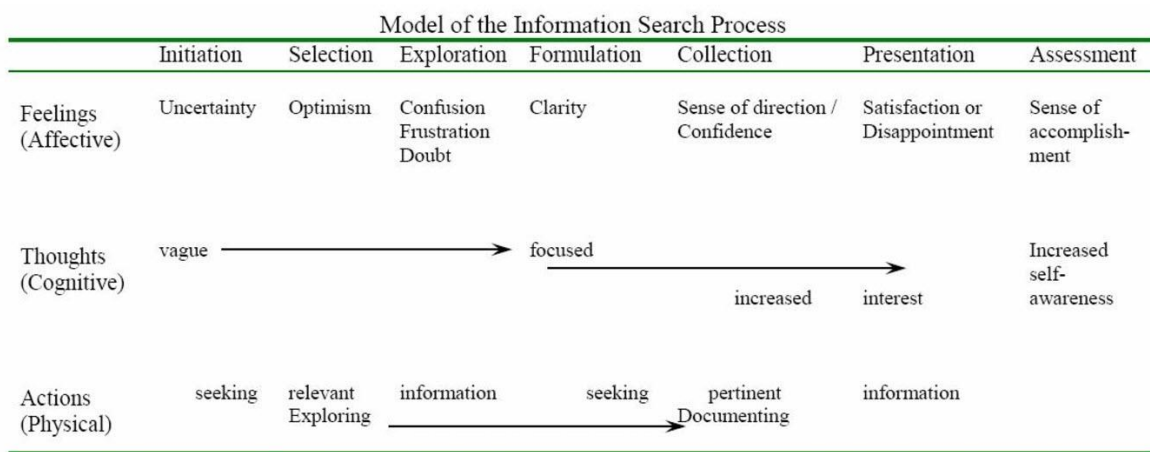 Model of the Information Search Process
Initiation Selection Exploration Formulation Collection Presentation Assessment
Feelings (Affective) Uncertainty Optimism Confusion Frustration Doubt Clarity Sense of direction / Confidence Satisfaction or Disappointment Sense of accomplish-ment
Thoughts (Cognitive) vague focused Increased self-awareness
increased interest
Actions (Physical) seeking relevant information seeking pertinent information
Exploring Documenting